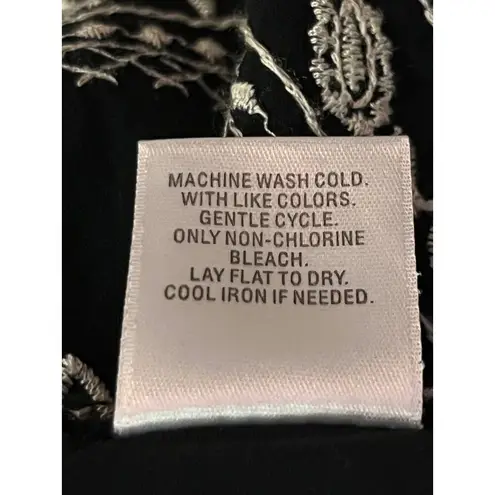 MACHINE WASH COLD.
WITH LIKE COLORS.
GENTLE CYCLE.
ONLY NON-CHLORINE
BLEACH.
LAY FLAT TO DRY.
COOL IRON IF NEEDED.